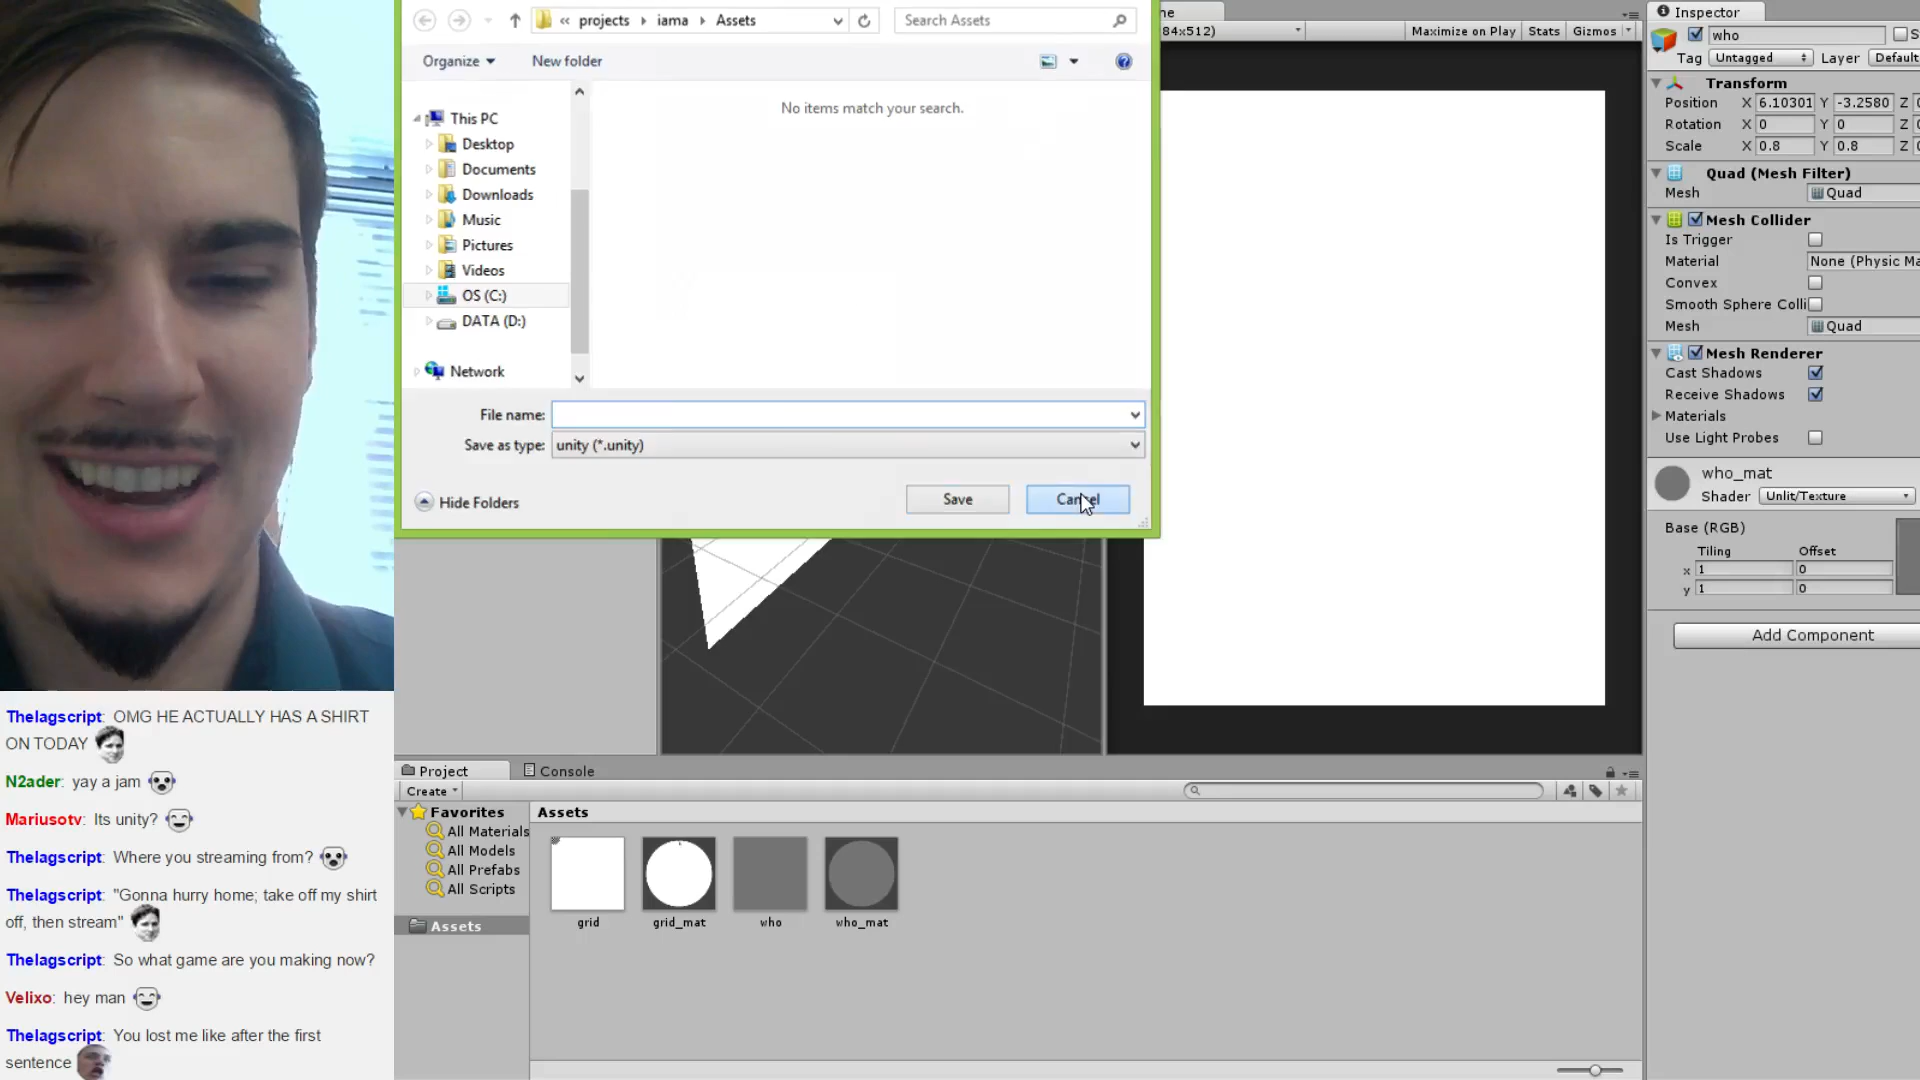 projects iama Assets
Search Assets
Organize
New folder
No items match your search.
This PC
Desktop
Documents
Downloads
Music
Pictures
Videos
OS (C:)
DATA (D:)
Network
File name:
Save as type: unity (*.unity)
Hide Folders
Save
Cancel
84x512)
Maximize on Play Stats Gizmos
Inspector
who
Tag Untagged Layer Default
Transform
Position X 6.10301 Y -3.2580 Z
Rotation X 0 Y 0 Z
Scale X 0.8 Y 0.8 Z
Quad (Mesh Filter)
Mesh Quad
Mesh Collider
Is Trigger
Material None (Physic Ma
Convex
Smooth Sphere Colli
Mesh Quad
Mesh Renderer
Cast Shadows
Receive Shadows
Materials
Use Light Probes
who_mat
Shader Unlit/Texture
Base (RGB)
Tiling Offset
x 1 0
y 1 0
Add Component
Thelagscript: OMG HE ACTUALLY HAS A SHIRT
ON TODAY
N2ader: yay a jam
Mariusotv: Its unity?
Thelagscript: Where you streaming from?
Thelagscript: "Gonna hurry home; take off my shirt
off, then stream"
Thelagscript: So what game are you making now?
Velixo: hey man
Thelagscript: You lost me like after the first
sentence
Project Console
Create
Favorites
All Materials
All Models
All Prefabs
All Scripts
Assets
Assets
grid grid_mat who who_mat